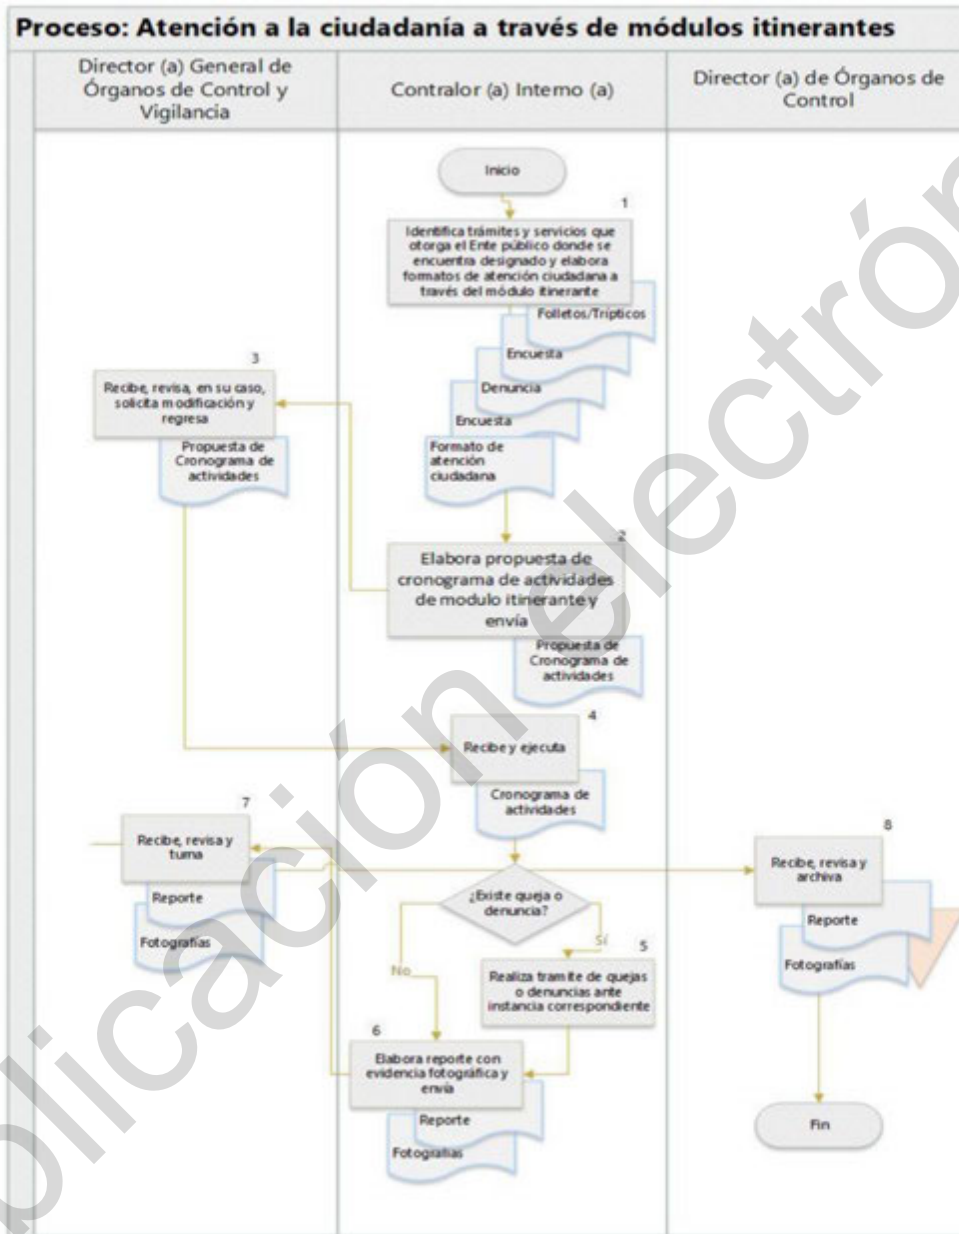 Proceso: Atención a la ciudadanía a través de módulos itinerantes
Director (a) General de
Órganos de Control y
Vigilancia
Contralor (a) Interno (a)
Director (a) de Órganos de
Control
Inicio
1
Identifica trámites y servicios que
otorga el Ente público donde se
encuentra designado y elabora
formatos de atención ciudadana a
través del módulo itinerante
Folletos/Trípticos
Encuesta
Denuncia
Encuesta
Formato de
atención
ciudadana
2
Elabora propuesta de
cronograma de actividades
de modulo itinerante y
envía
Propuesta de
Cronograma de
actividades
3
Recibe, revisa, en su caso,
solicita modificación y
regresa
Propuesta de
Cronograma de
actividades
4
Recibe y ejecuta
Cronograma de
actividades
¿Existe queja o
denuncia?
No
Sí
5
Realiza tramite de quejas
o denuncias ante
instancia correspondiente
6
Elabora reporte con
evidencia fotográfica y
envía
Reporte
Fotografías
7
Recibe, revisa y
turna
Reporte
Fotografías
8
Recibe, revisa y
archiva
Reporte
Fotografías
Fin
plicación electrón